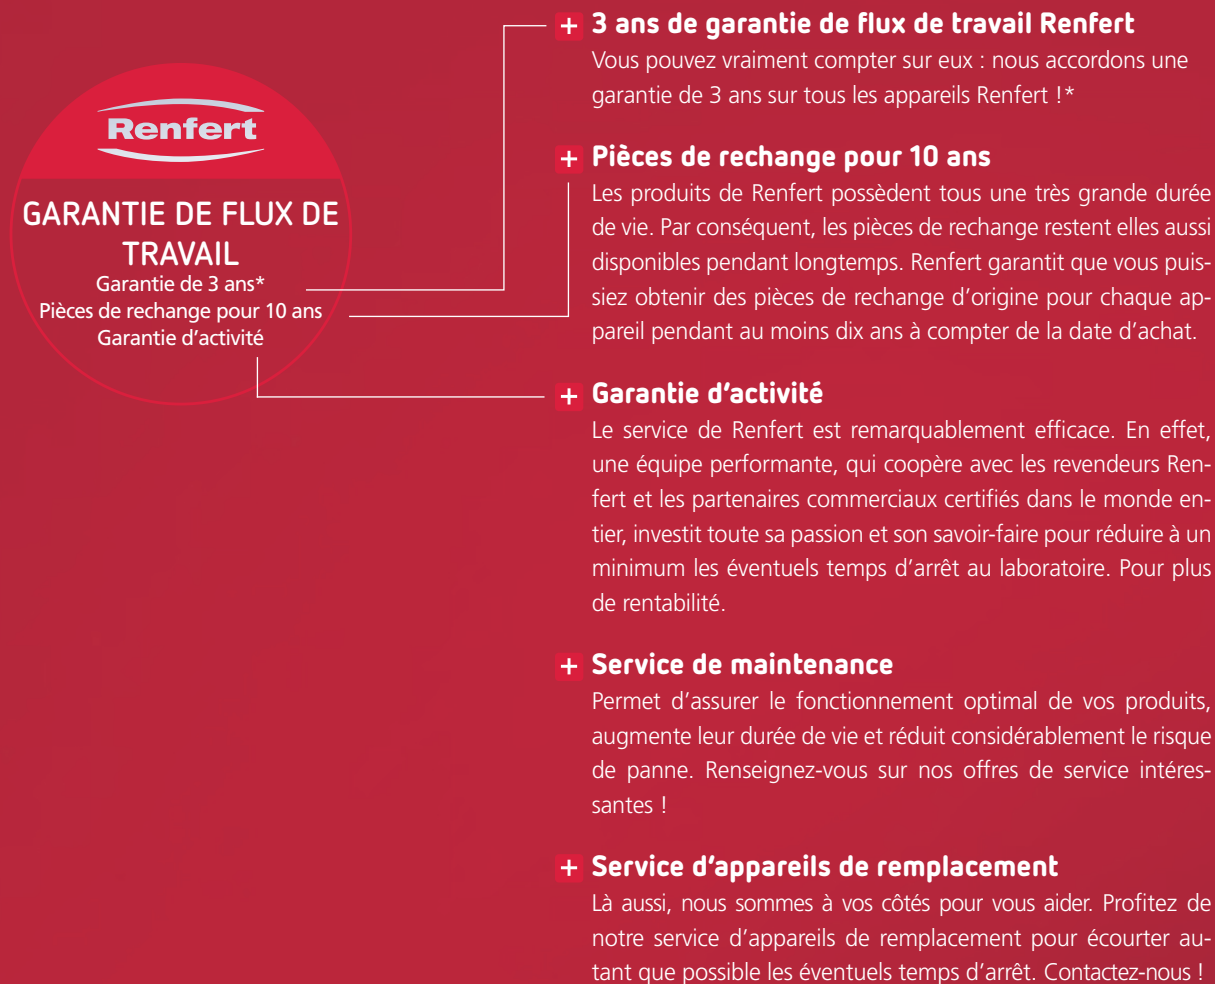 Renfert
GARANTIE DE FLUX DE
TRAVAIL
Garantie de 3 ans*
Pièces de rechange pour 10 ans
Garantie d’activité
+ 3 ans de garantie de flux de travail Renfert
Vous pouvez vraiment compter sur eux : nous accordons une
garantie de 3 ans sur tous les appareils Renfert !*
+ Pièces de rechange pour 10 ans
Les produits de Renfert possèdent tous une très grande durée
de vie. Par conséquent, les pièces de rechange restent elles aussi
disponibles pendant longtemps. Renfert garantit que vous puis-
siez obtenir des pièces de rechange d’origine pour chaque ap-
pareil pendant au moins dix ans à compter de la date d’achat.
+ Garantie d’activité
Le service de Renfert est remarquablement efficace. En effet,
une équipe performante, qui coopère avec les revendeurs Ren-
fert et les partenaires commerciaux certifiés dans le monde en-
tier, investit toute sa passion et son savoir-faire pour réduire à un
minimum les éventuels temps d’arrêt au laboratoire. Pour plus
de rentabilité.
+ Service de maintenance
Permet d’assurer le fonctionnement optimal de vos produits,
augmente leur durée de vie et réduit considérablement le risque
de panne. Renseignez-vous sur nos offres de service intéres-
santes !
+ Service d’appareils de remplacement
Là aussi, nous sommes à vos côtés pour vous aider. Profitez de
notre service d’appareils de remplacement pour écourter au-
tant que possible les éventuels temps d’arrêt. Contactez-nous !